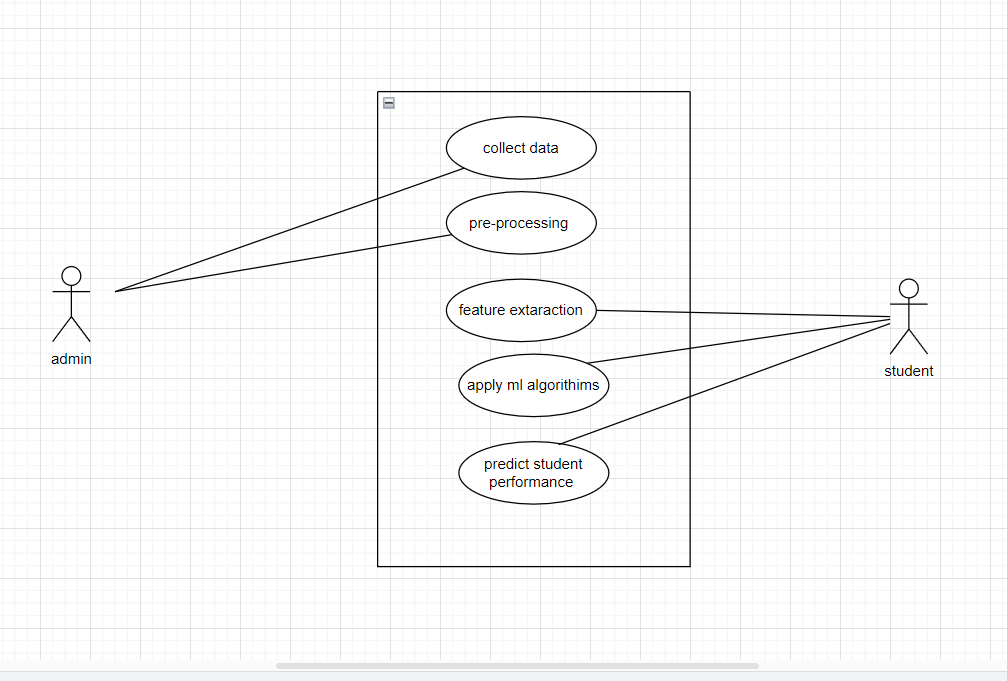 collect data
pre-processing
feature extaraction
apply ml algorithims
predict student
performance
admin
student